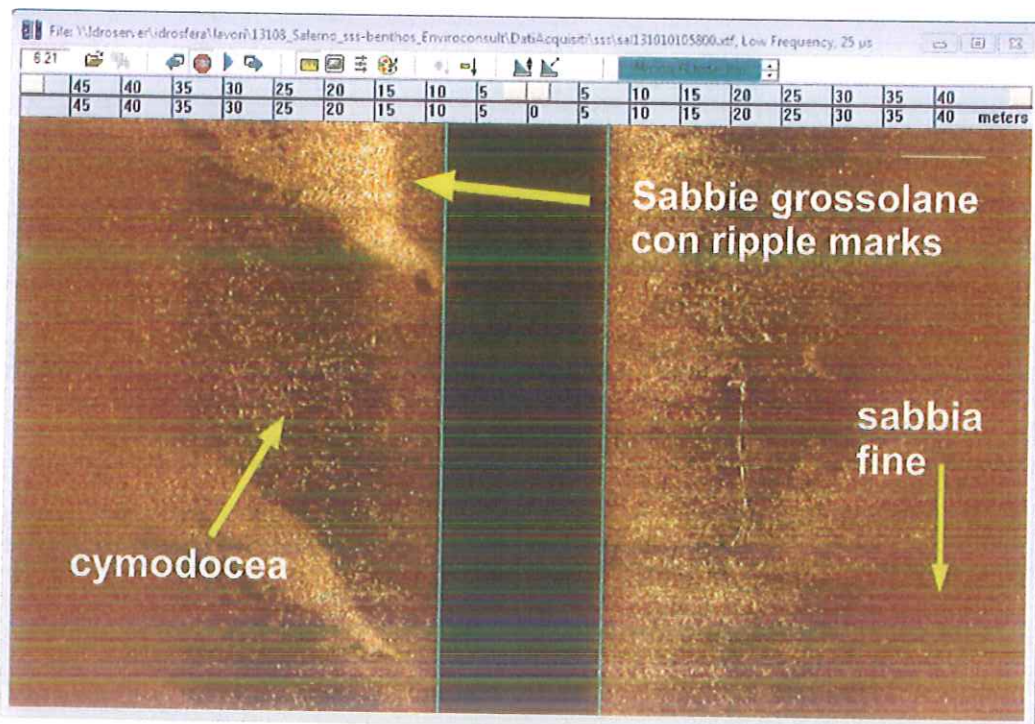 File: \\Idroserver\idrosfera\lavori\13108_Salerno_sss-benthos_Enviroconsult\DatiAcquisiti\sss\sal131010105800.xtf, Low Frequency, 25 µs
6.21
45 40 35 30 25 20 15 10 5 5 10 15 20 25 30 35 40
45 40 35 30 25 20 15 10 5 0 5 10 15 20 25 30 35 40 meters
Sabbie grossolane
con ripple marks
sabbia
fine
cymodocea